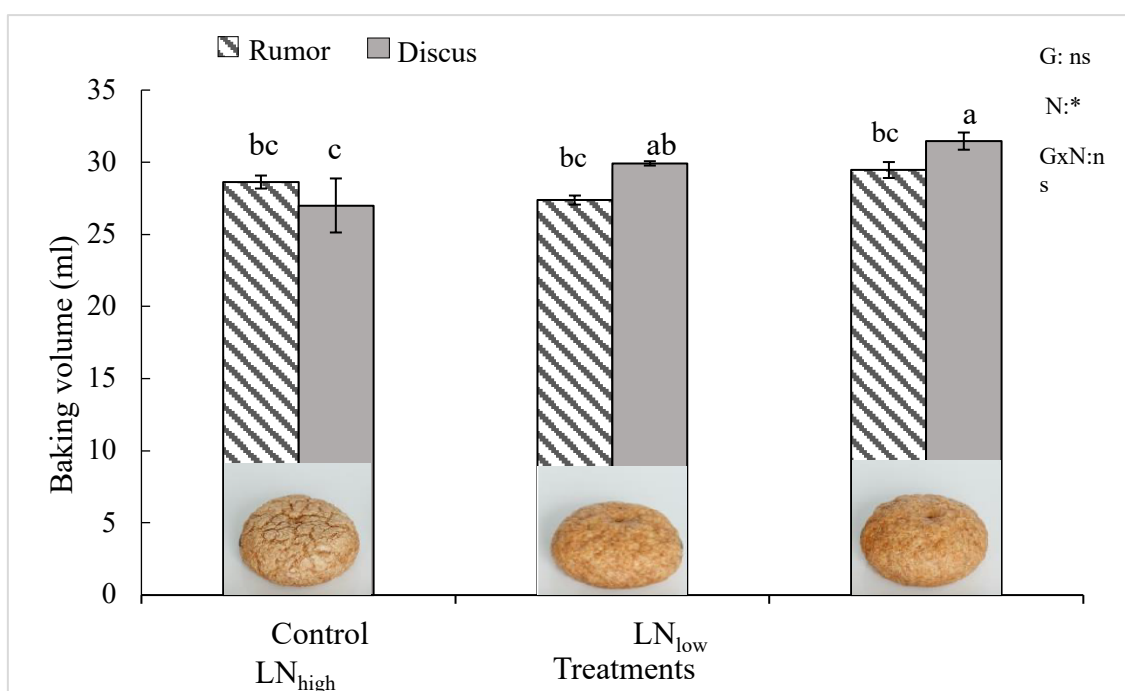 Rumor Discus
G: ns
N:*
GxN:n
s
35
30
25
20
15
10
5
0
Baking volume (ml)
bc
c
bc
ab
bc
a
Control
LNlow
LNhigh
Treatments